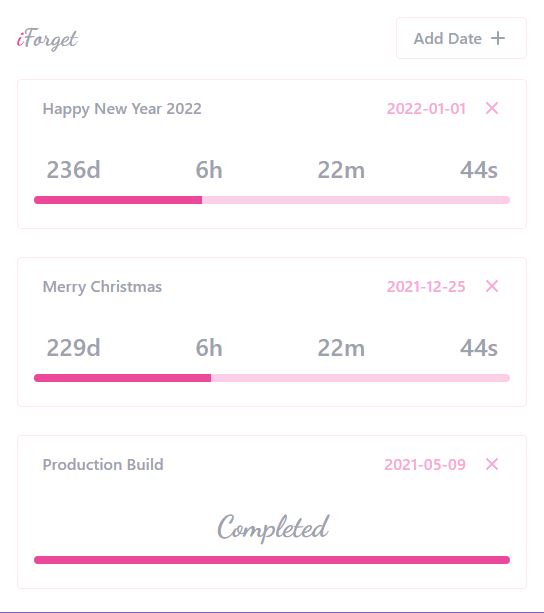 iForget
Add Date
Happy New Year 2022 2022-01-01
236d 6h 22m 44s
Merry Christmas 2021-12-25
229d 6h 22m 44s
Production Build 2021-05-09
Completed